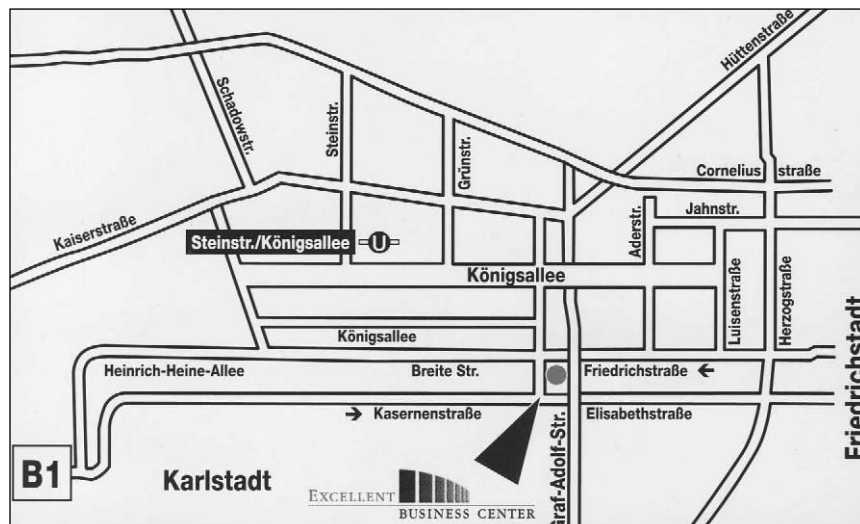 Hüttenstraße
Schadowstr.
Steinstr.
Grünstr.
Cornelius straße
Kaiserstraße
Jahnstr.
Aderstr.
Steinstr./Königsallee U
Königsallee
Luisenstraße
Herzogstraße
Friedrichstadt
Königsallee
Heinrich-Heine-Allee
Breite Str.
Friedrichstraße ←
→ Kasernenstraße
Elisabethstraße
Graf-Adolf-Str.
B1
Karlstadt
EXCELLENT
BUSINESS CENTER